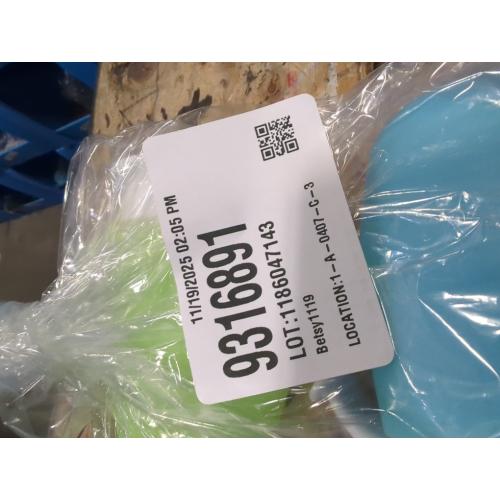 11/19/2025 02:05 PM
9316891
LOT:1186047143
Betsy1119
LOCATION:1-A-0407-C-3